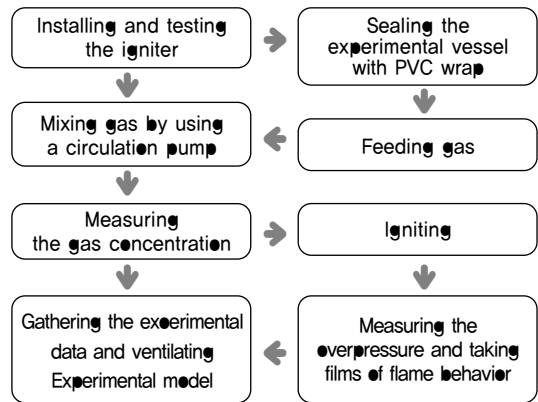 Installing and testing
the igniter
Sealing the
experimental vessel
with PVC wrap
Mixing gas by using
a circulation pump
Feeding gas
Measuring
the gas concentration
Igniting
Gathering the exoerimental
data and ventilating
Experimental model
Measuring the
overpressure and taking
films of flame behavior